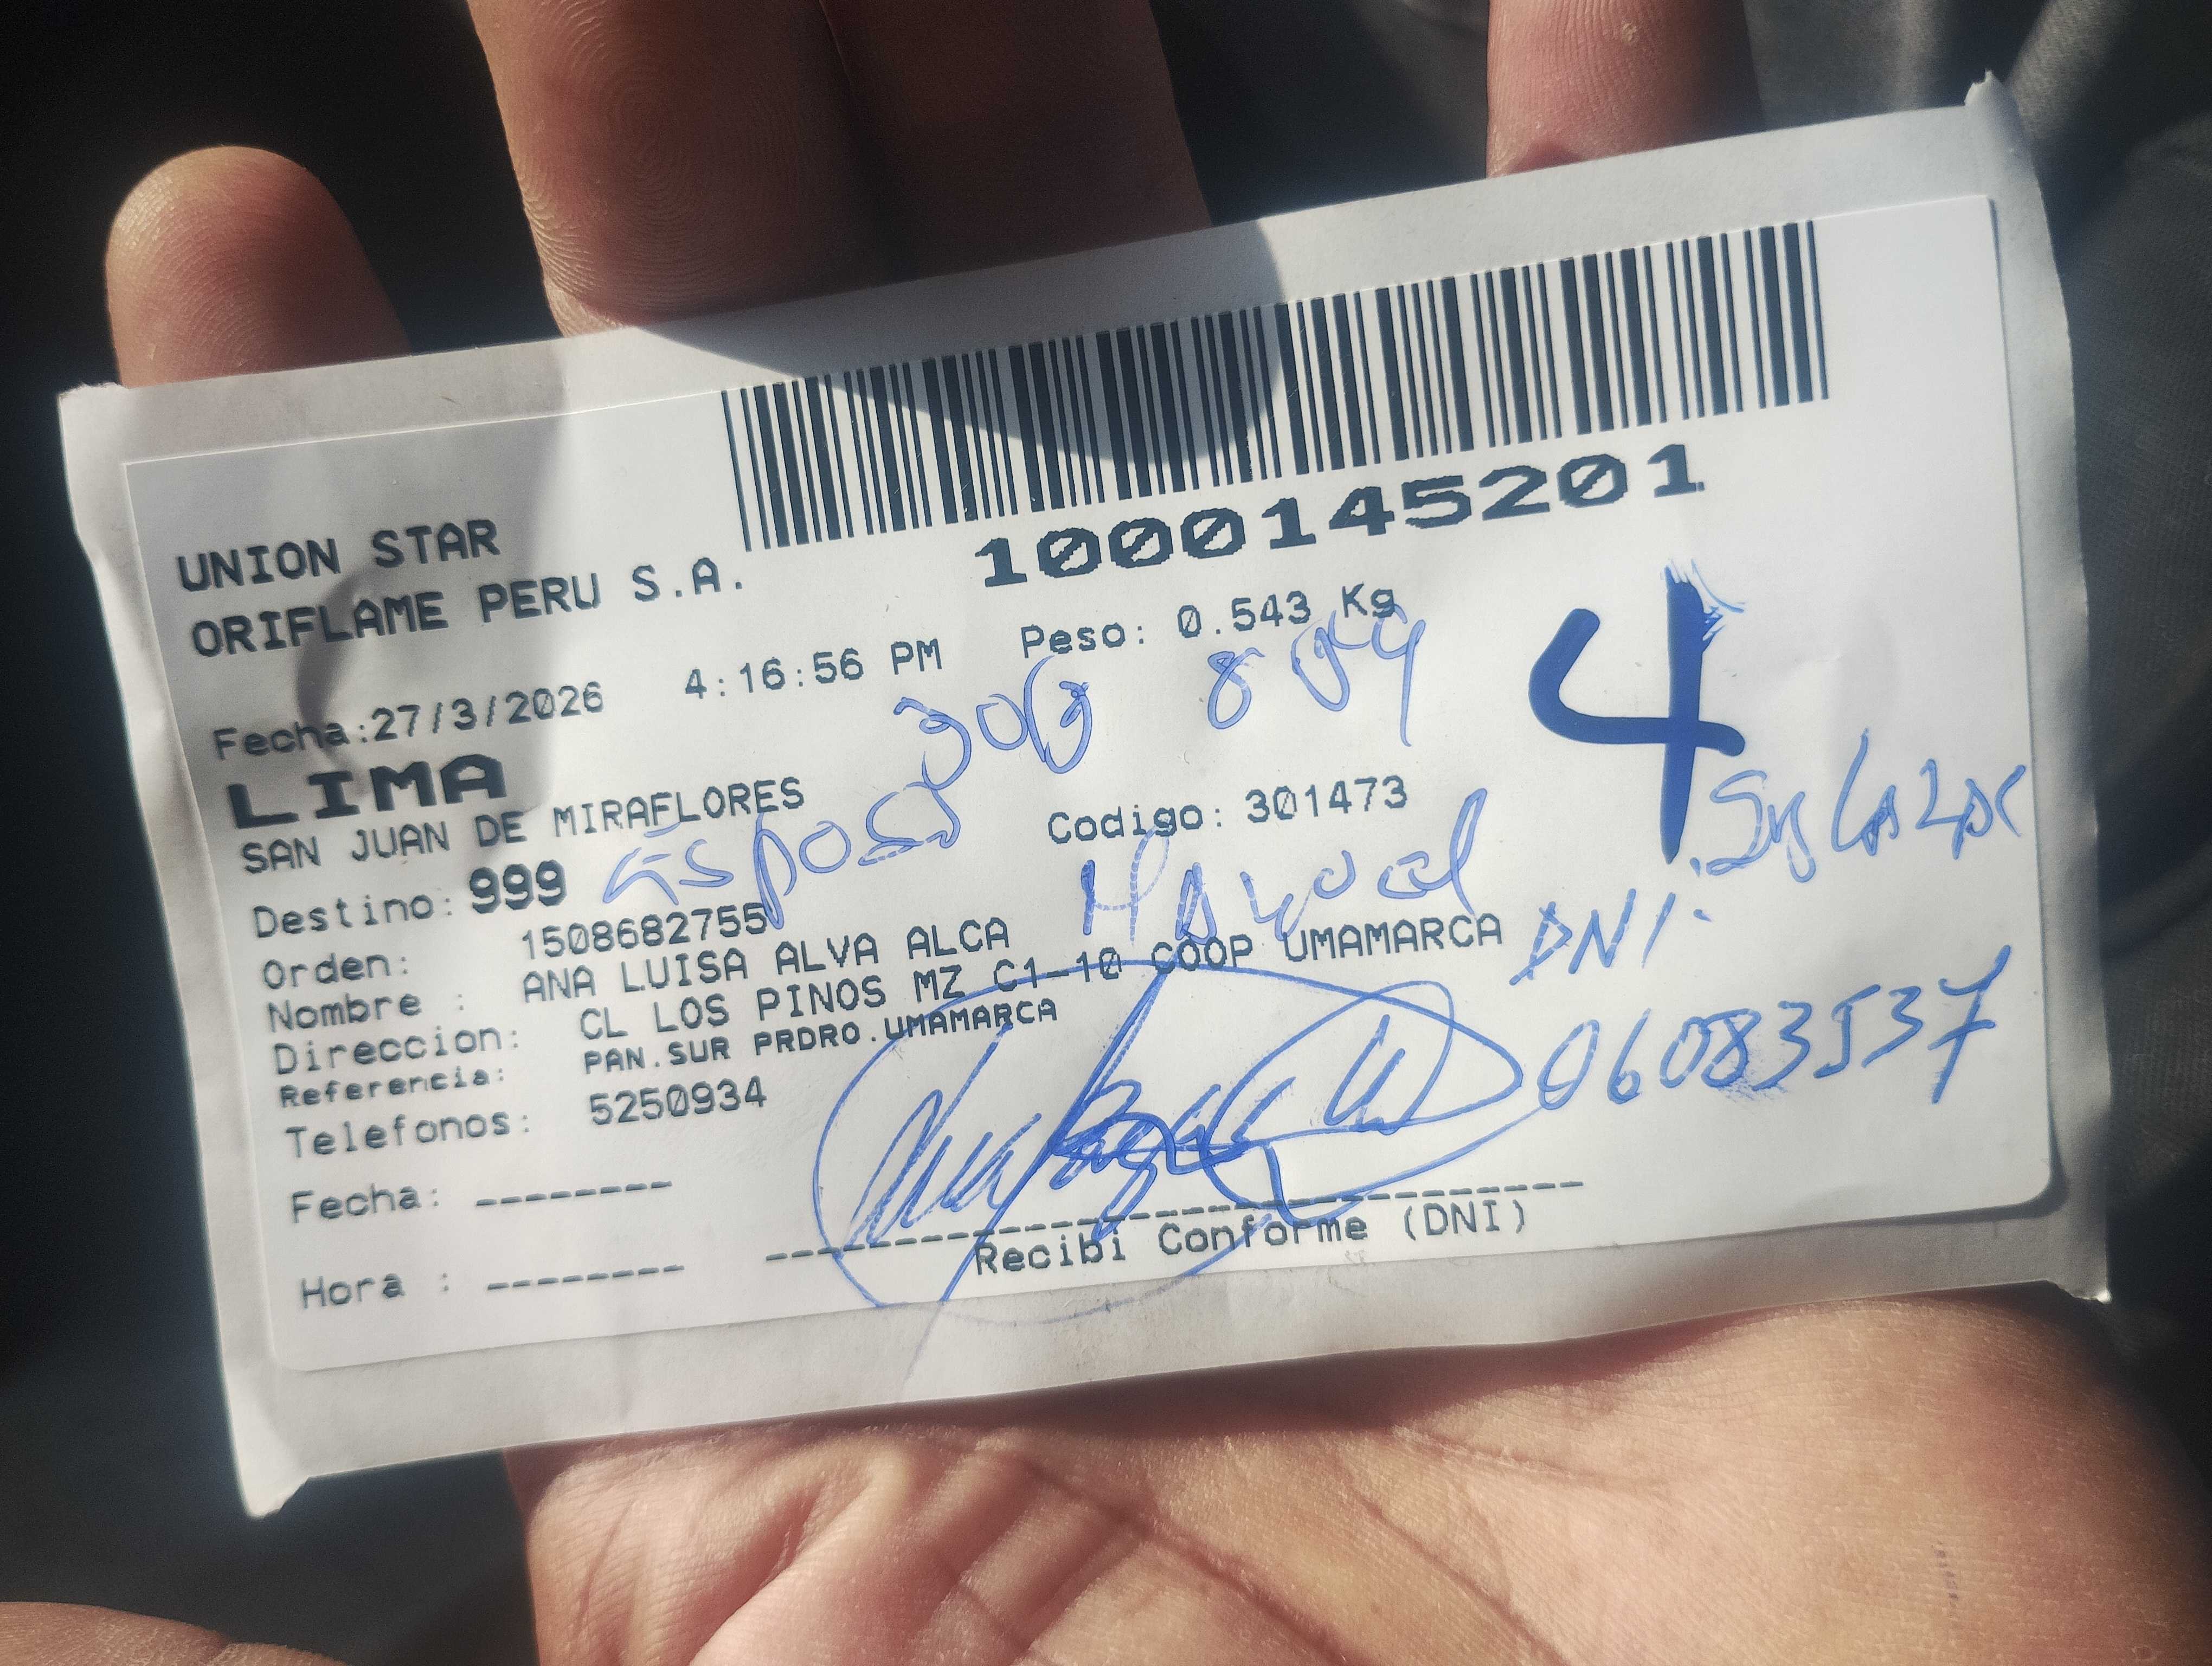 1000145201
UNION STAR
ORIFLAME PERU S.A.
Fecha:27/3/2026 4:16:56 PM Peso: 0.543 Kg
4
LIMA
SAN JUAN DE MIRAFLORES
Codigo: 301473
Destino: 999
Esposo Manuel
Orden: 1508682755
Nombre : ANA LUISA ALVA ALCA
Direccion: CL LOS PINOS MZ C1-10 COOP UMAMARCA
DNI.
Referencia: PAN.SUR PRDRO.UMAMARCA
06083537
Telefonos: 5250934
Fecha: --------
Hora : --------
Recibi Conforme (DNI)